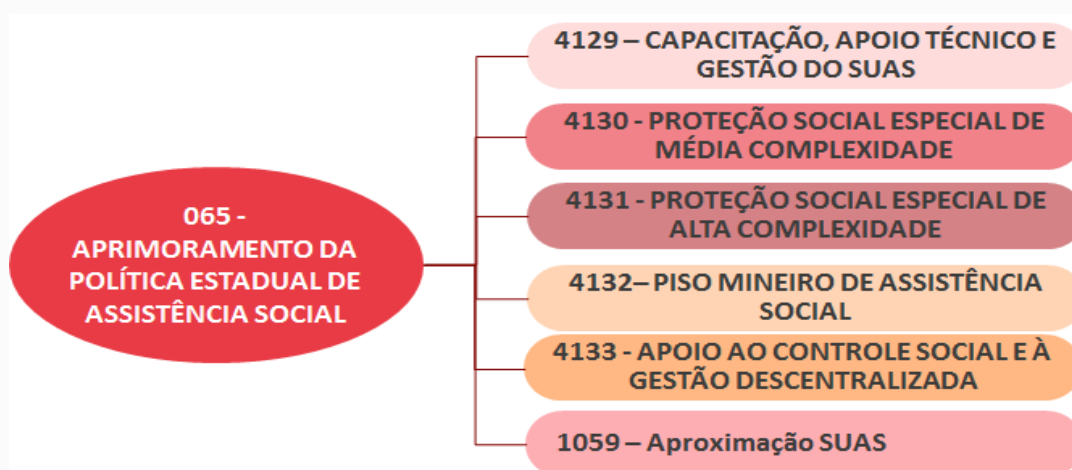 065 -
APRIMORAMENTO DA
POLÍTICA ESTADUAL DE
ASSISTÊNCIA SOCIAL
4129 – CAPACITAÇÃO, APOIO TÉCNICO E
GESTÃO DO SUAS
4130 - PROTEÇÃO SOCIAL ESPECIAL DE
MÉDIA COMPLEXIDADE
4131 - PROTEÇÃO SOCIAL ESPECIAL DE
ALTA COMPLEXIDADE
4132– PISO MINEIRO DE ASSISTÊNCIA
SOCIAL
4133 - APOIO AO CONTROLE SOCIAL E À
GESTÃO DESCENTRALIZADA
1059 – Aproximação SUAS